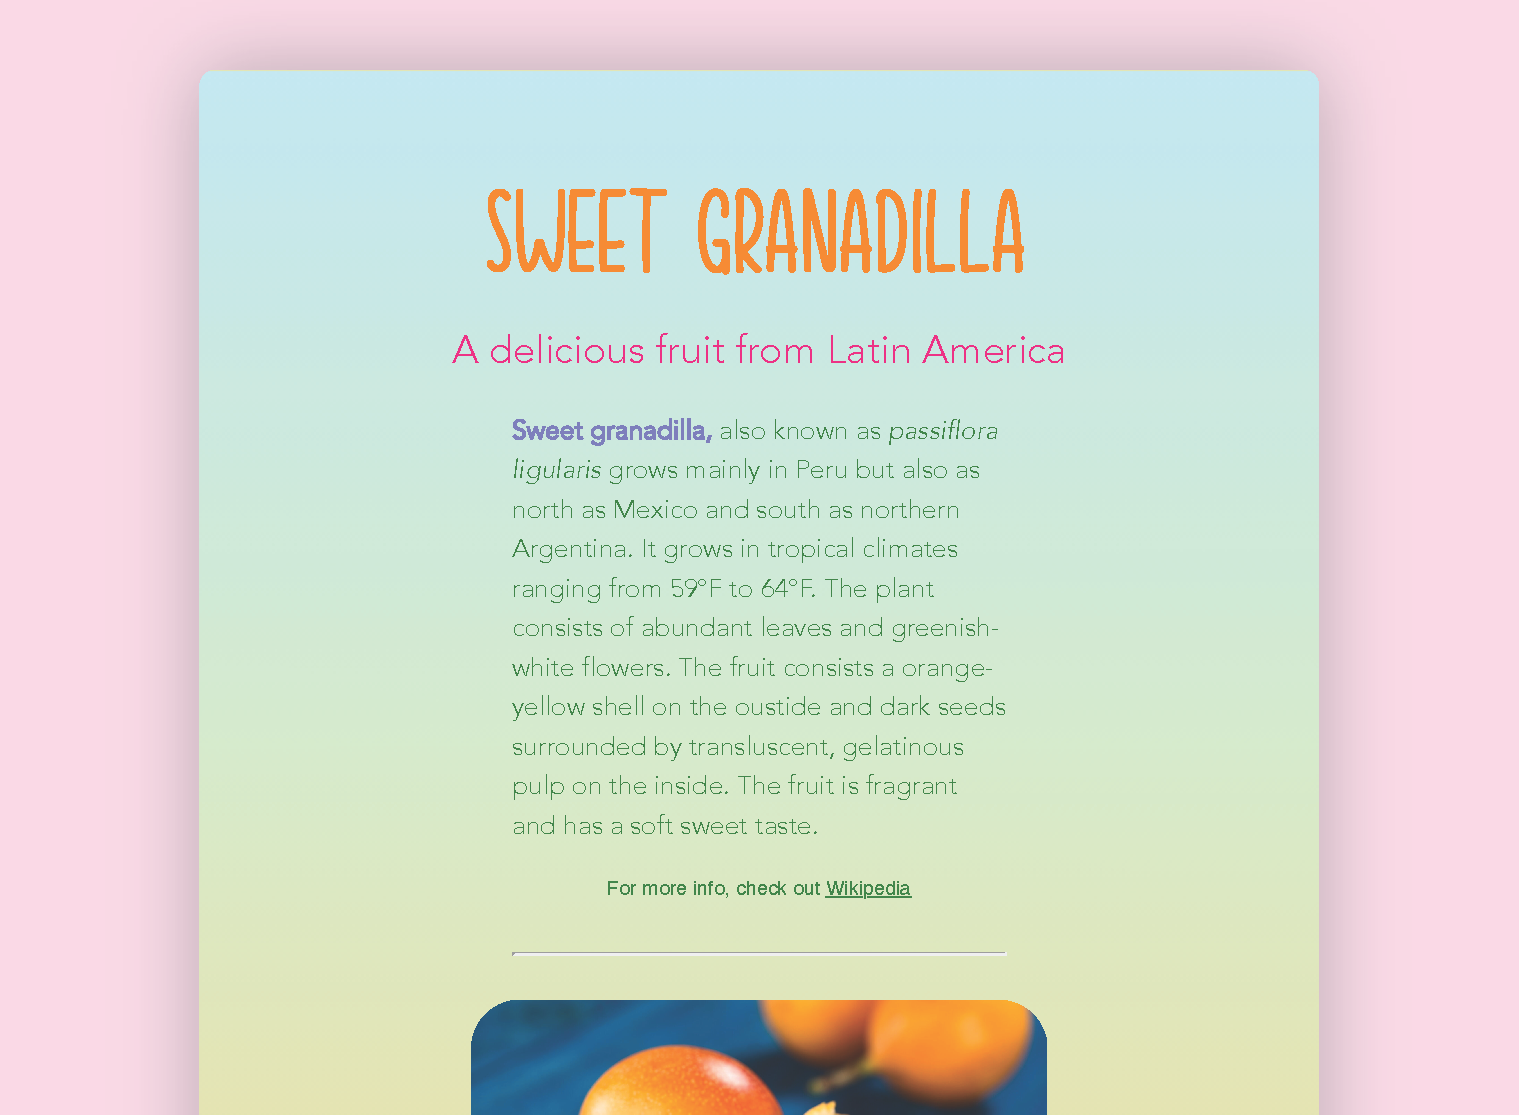 SWEET GRANADILLA
A delicious fruit from Latin America
Sweet granadilla, also known as passiflora
ligularis grows mainly in Peru but also as
north as Mexico and south as northern
Argentina. It grows in tropical climates
ranging from 59°F to 64°F. The plant
consists of abundant leaves and greenish-
white flowers. The fruit consists a orange-
yellow shell on the oustide and dark seeds
surrounded by transluscent, gelatinous
pulp on the inside. The fruit is fragrant
and has a soft sweet taste.
For more info, check out Wikipedia